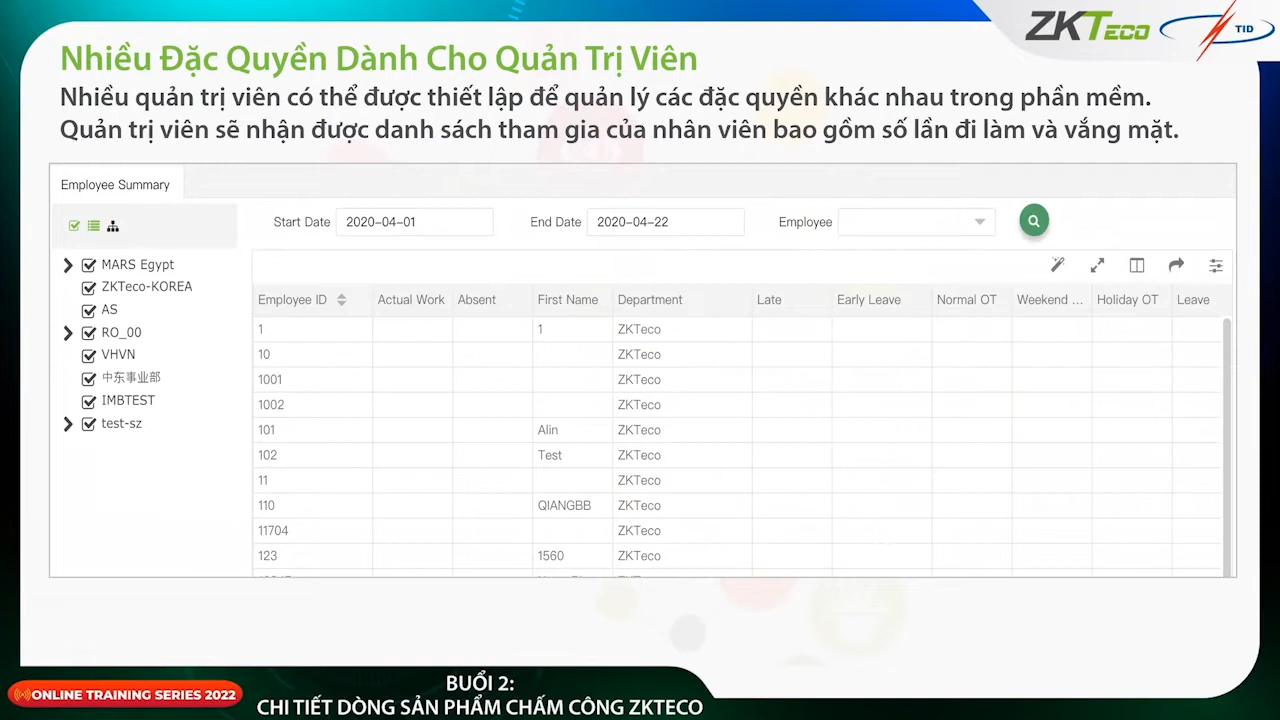 ZKTeco
TID
Nhiều Đặc Quyền Dành Cho Quản Trị Viên
Nhiều quản trị viên có thể được thiết lập để quản lý các đặc quyền khác nhau trong phần mềm.
Quản trị viên sẽ nhận được danh sách tham gia của nhân viên bao gồm số lần đi làm và vắng mặt.
Employee Summary
Start Date 2020-04-01 End Date 2020-04-22 Employee
MARS Egypt
ZKTeco-KOREA
AS
RO_00
VHVN
中东事业部
IMBTEST
test-sz
Employee ID Actual Work Absent First Name Department Late Early Leave Normal OT Weekend ... Holiday OT Leave
1 1 ZKTeco
10 ZKTeco
1001 ZKTeco
1002 ZKTeco
101 Alin ZKTeco
102 Test ZKTeco
11 ZKTeco
110 QIANGBB ZKTeco
11704 ZKTeco
123 1560 ZKTeco
ONLINE TRAINING SERIES 2022
BUỔI 2:
CHI TIẾT DÒNG SẢN PHẨM CHẤM CÔNG ZKTECO